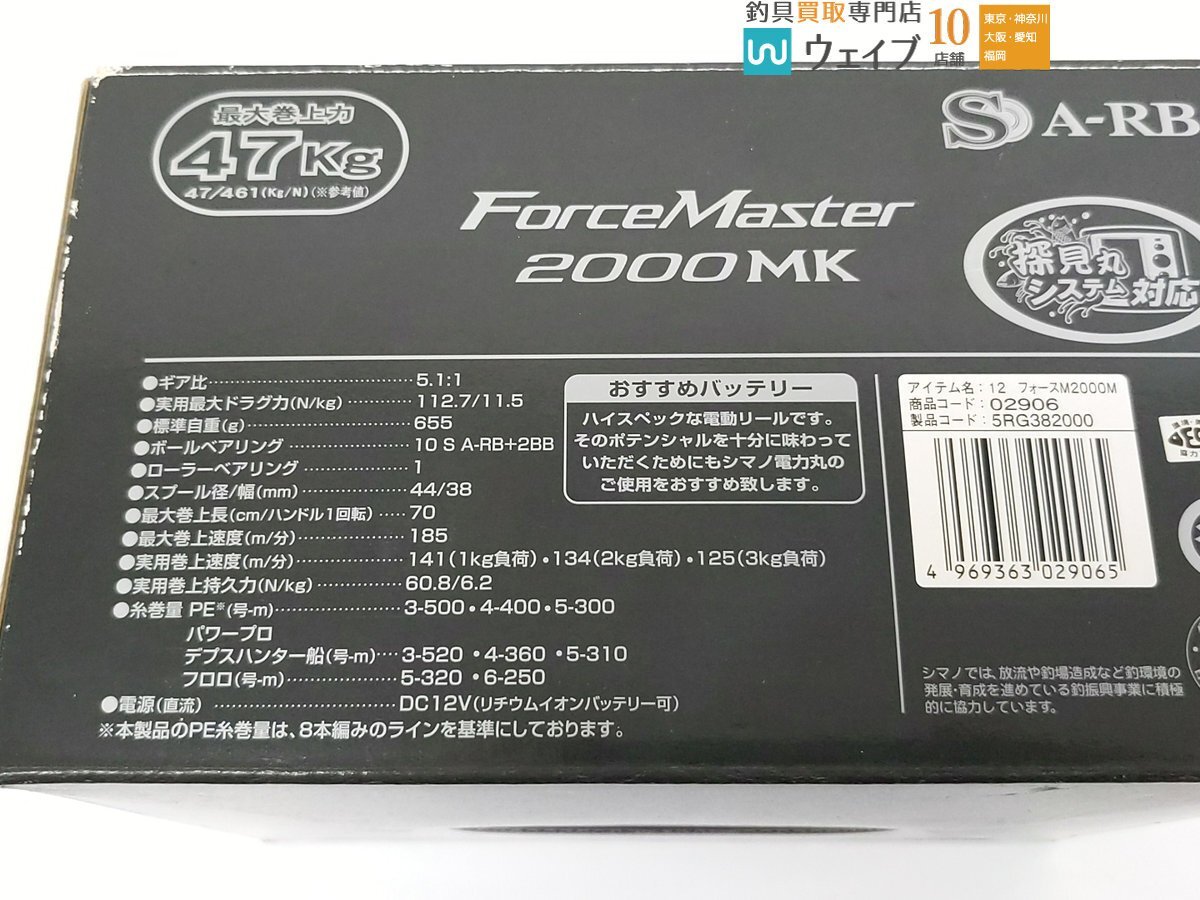 釣具買取専門店
ウェイブ
10
店舗
東京・神奈川
大阪・愛知
福岡
最大巻上力
47Kg
47/461(Kg/N)(※参考値)
S A-RB
ForceMaster
2000MK
探見丸
システム対応
●ギア比 5.1:1
●実用最大ドラグ力(N/kg) 112.7/11.5
●標準自重(g) 655
●ボールベアリング 10 S A-RB+2BB
●ローラーベアリング 1
●スプール径/幅(mm) 44/38
●最大巻上長(cm/ハンドル1回転) 70
●最大巻上速度(m/分) 185
●実用巻上速度(m/分) 141(1kg負荷)・134(2kg負荷)・125(3kg負荷)
●実用巻上持久力(N/kg) 60.8/6.2
●糸巻量 PE※(号-m) 3-500・4-400・5-300
パワープロ
デプスハンター船(号-m) 3-520・4-360・5-310
フロロ(号-m) 5-320・6-250
●電源(直流) DC12V(リチウムイオンバッテリー可)
※本製品のPE糸巻量は、8本編みのラインを基準にしております。
おすすめバッテリー
ハイスペックな電動リールです。
そのポテンシャルを十分に味わって
いただくためにもシマノ電力丸の
ご使用をおすすめ致します。
アイテム名:12 フォースM2000M
商品コード:02906
製品コード:5RG382000
4 969363 029065
シマノでは、放流や釣場造成など釣環境の
発展・育成を進めている釣振興事業に積極
的に協力しています。